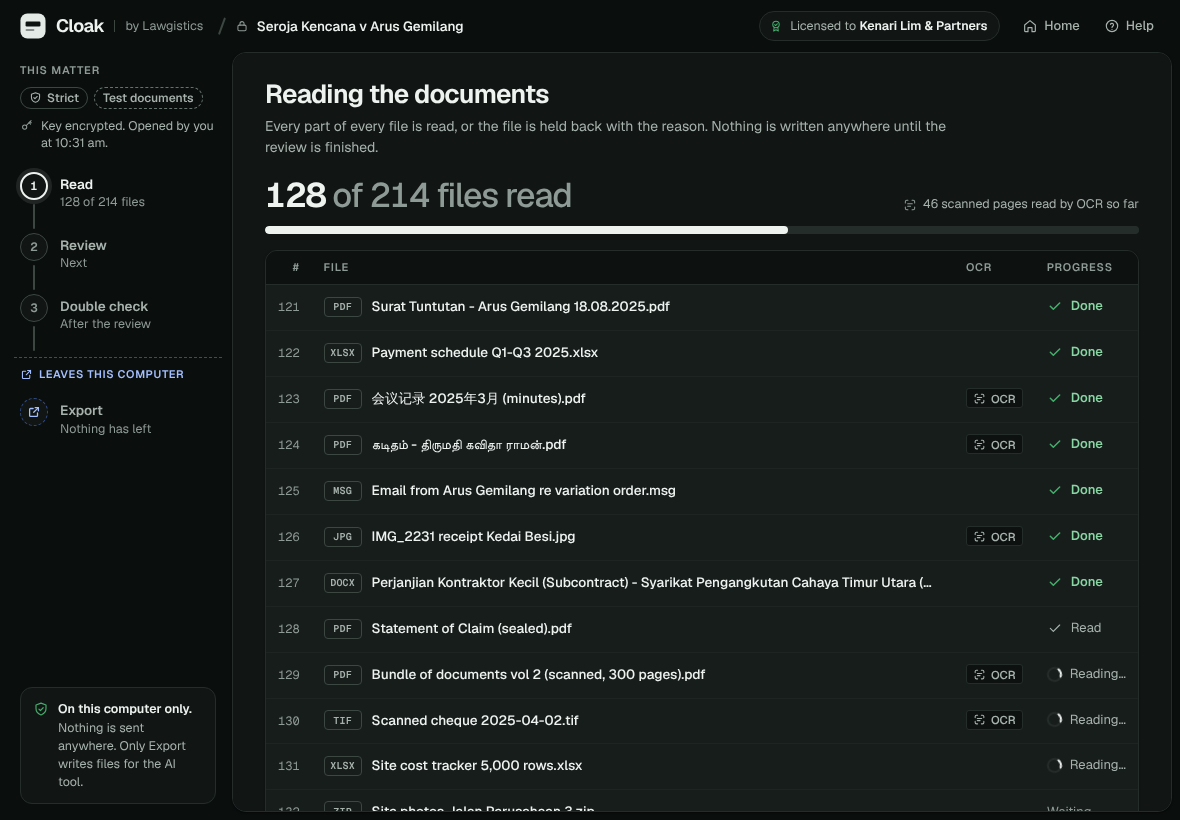 Cloak
by Lawgistics
/
Seroja Kencana v Arus Gemilang
Licensed to Kenari Lim & Partners
Home
Help
THIS MATTER
Strict
Test documents
Key encrypted. Opened by you
at 10:31 am.
1
Read
128 of 214 files
2
Review
Next
3
Double check
After the review
LEAVES THIS COMPUTER
Export
Nothing has left
On this computer only.
Nothing is sent
anywhere. Only Export
writes files for the AI
tool.
Reading the documents
Every part of every file is read, or the file is held back with the reason. Nothing is written anywhere until the
review is finished.
128 of 214 files read
46 scanned pages read by OCR so far
# FILE OCR PROGRESS
121 PDF Surat Tuntutan - Arus Gemilang 18.08.2025.pdf Done
122 XLSX Payment schedule Q1-Q3 2025.xlsx Done
123 PDF 会议记录 2025年3月 (minutes).pdf OCR Done
124 PDF கடிதம் - திருமதி கவிதா ராமன்.pdf OCR Done
125 MSG Email from Arus Gemilang re variation order.msg Done
126 JPG IMG_2231 receipt Kedai Besi.jpg OCR Done
127 DOCX Perjanjian Kontraktor Kecil (Subcontract) - Syarikat Pengangkutan Cahaya Timur Utara (... Done
128 PDF Statement of Claim (sealed).pdf Read
129 PDF Bundle of documents vol 2 (scanned, 300 pages).pdf OCR Reading...
130 TIF Scanned cheque 2025-04-02.tif OCR Reading...
131 XLSX Site cost tracker 5,000 rows.xlsx Reading...
132 ZIP Site photos Jalan Perusahaan 3.zip Waiting